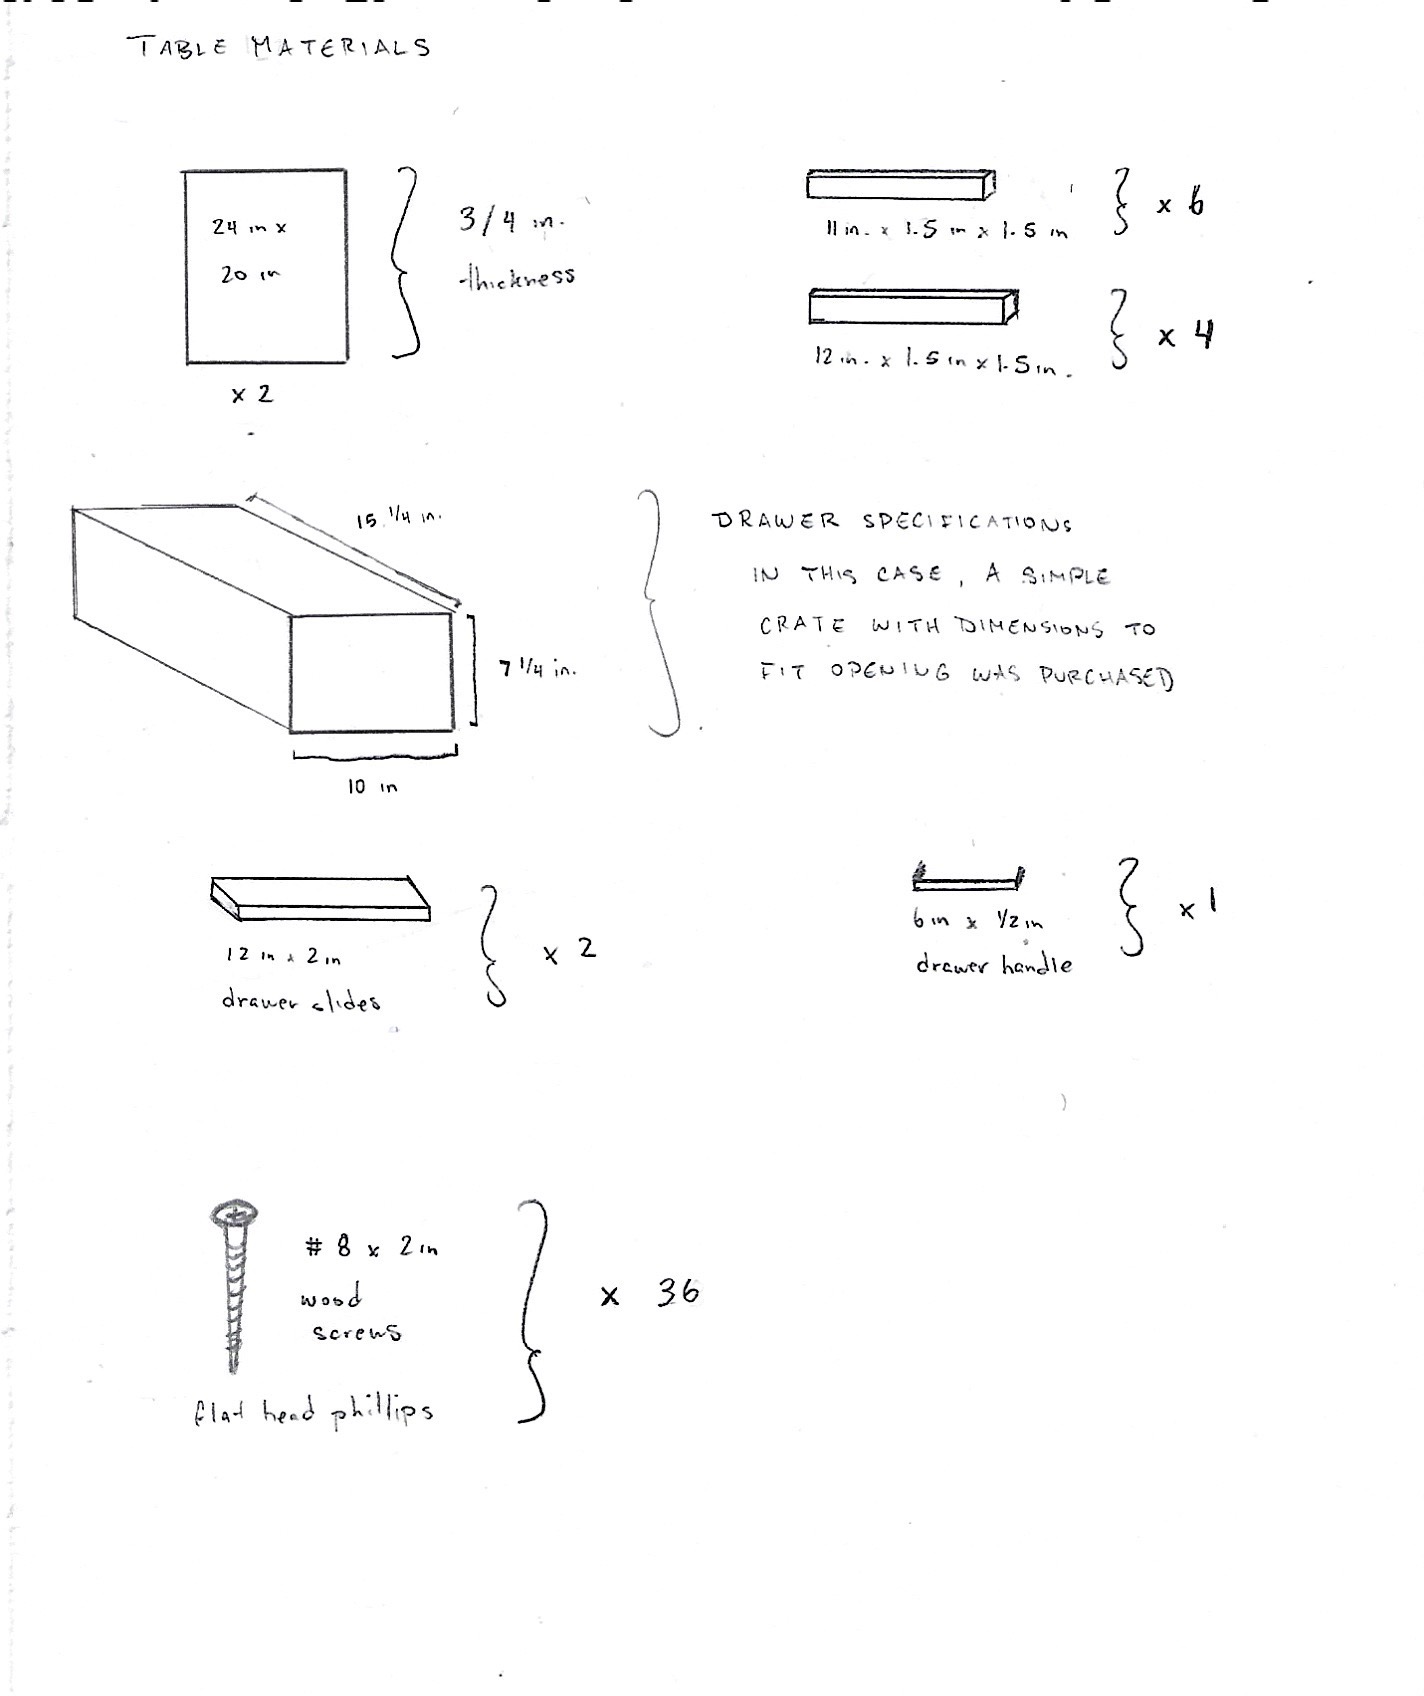 TABLE MATERIALS
24 in x
20 in
x 2
3/4 in.
thickness
11 in. x 1.5 in x 1.5 in
x 6
12 in. x 1.5 in x 1.5 in.
x 4
15 1/4 in.
7 1/4 in.
10 in
DRAWER SPECIFICATIONS
IN THIS CASE, A SIMPLE
CRATE WITH DIMENSIONS TO
FIT OPENING WAS PURCHASED
12 in x 2 in
drawer slides
x 2
6 in x 1/2 in
drawer handle
x 1
# 8 x 2 in
wood
screws
flat head phillips
x 36